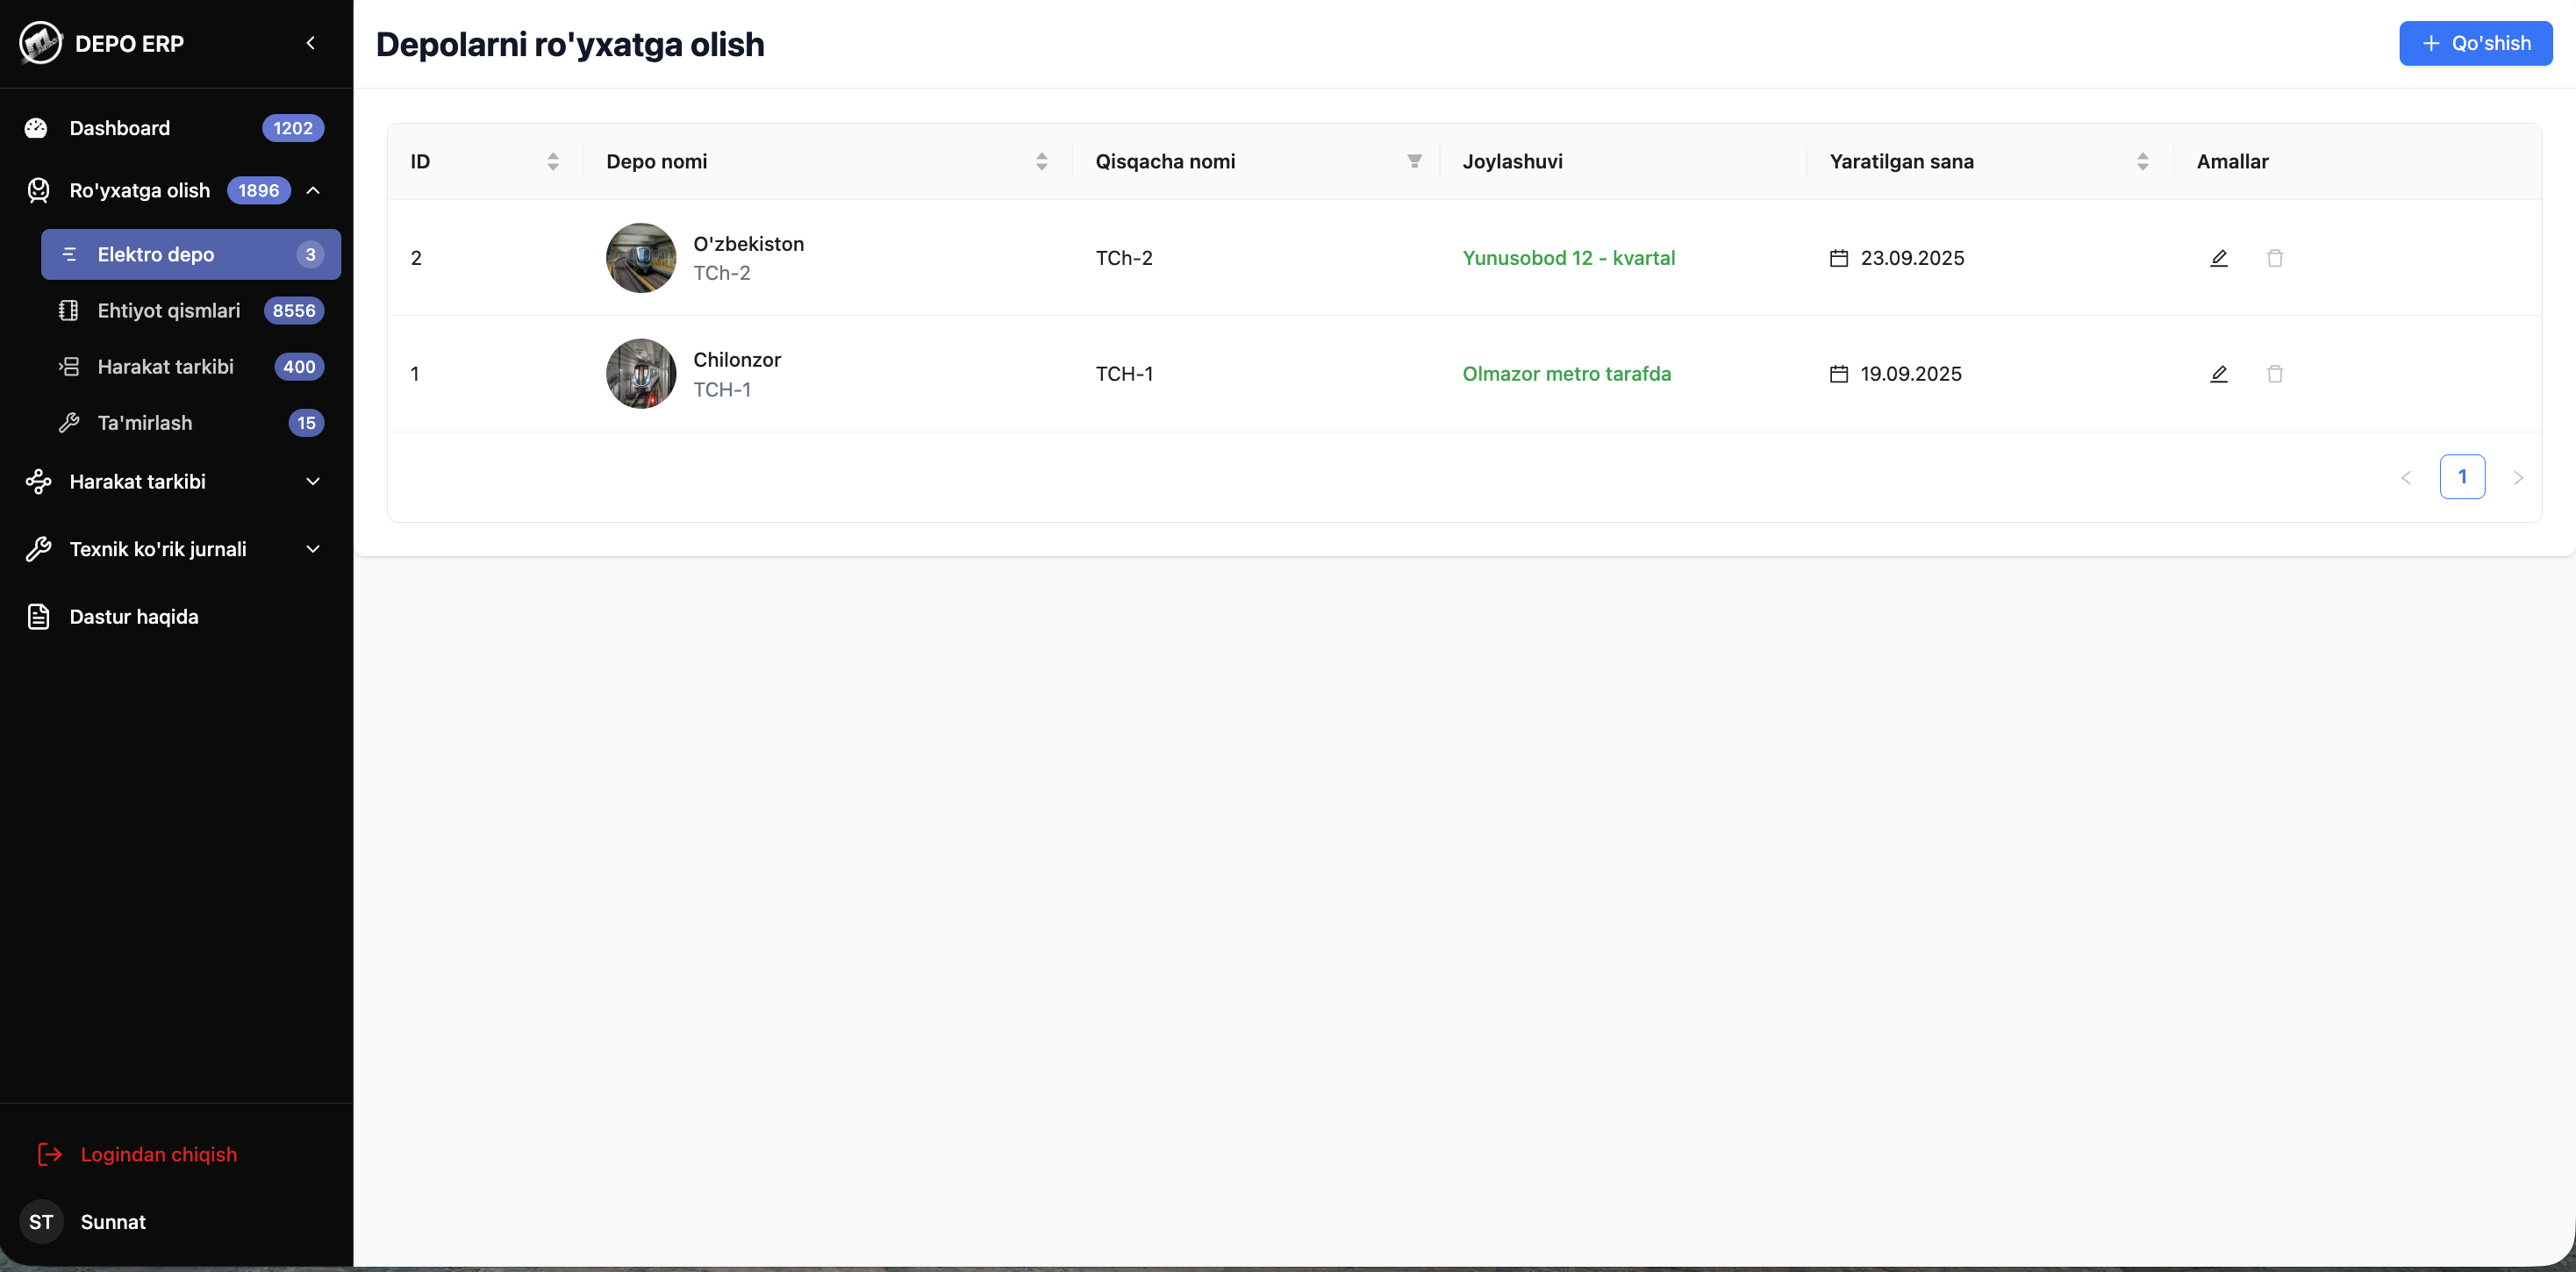 DEPO ERP
Dashboard 1202
Ro'yxatga olish 1896
Elektro depo 3
Ehtiyot qismlari 8556
Harakat tarkibi 400
Ta'mirlash 15
Harakat tarkibi
Texnik ko'rik jurnali
Dastur haqida
Logindan chiqish
ST Sunnat
Depolarni ro'yxatga olish
Qo'shish
ID Depo nomi Qisqacha nomi Joylashuvi Yaratilgan sana Amallar
2 O'zbekiston TCh-2 Yunusobod 12 - kvartal 23.09.2025
TCh-2
1 Chilonzor TCH-1 Olmazor metro tarafda 19.09.2025
TCH-1
1